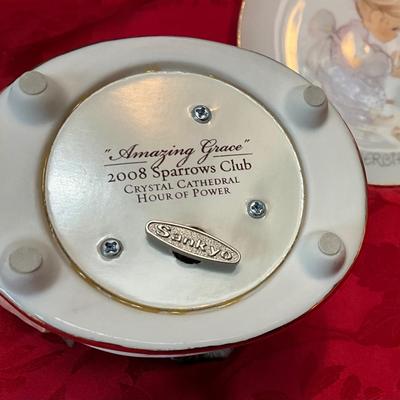 "Amazing Grace"
2008 Sparrows Club
Crystal Cathedral
Hour of Power
Sankyo